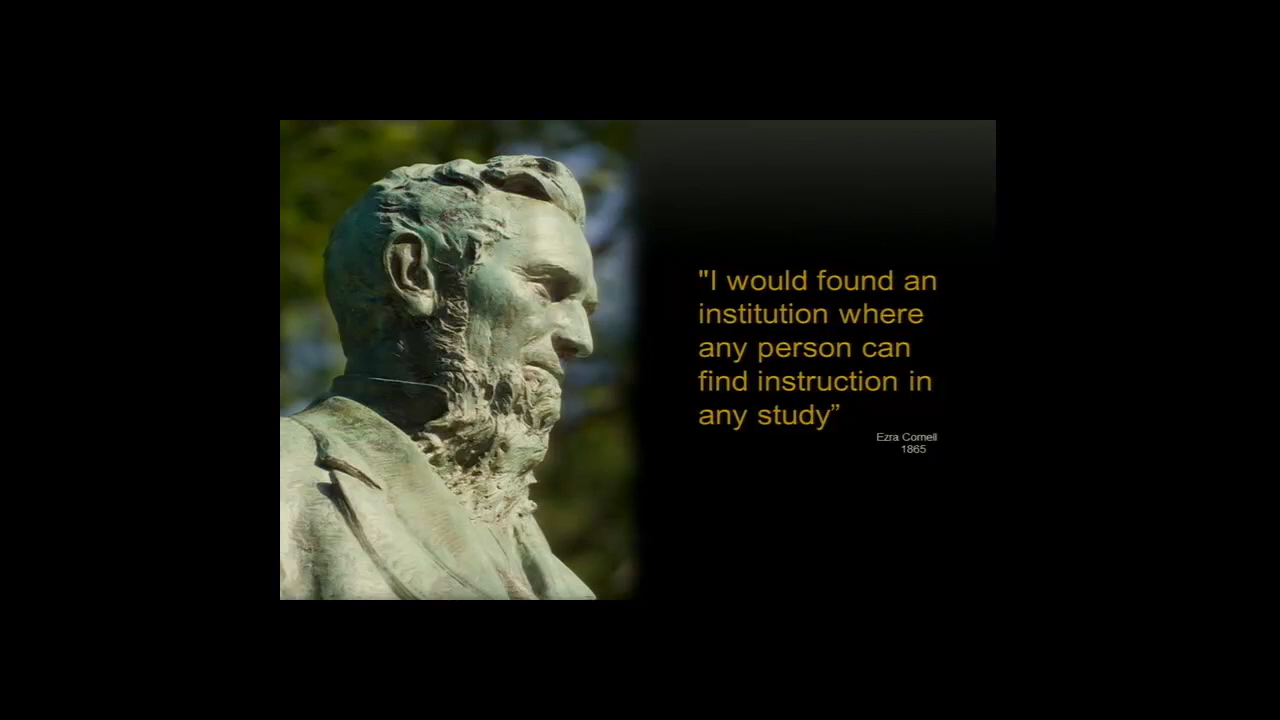 "I would found an
institution where
any person can
find instruction in
any study”
Ezra Cornell
1865